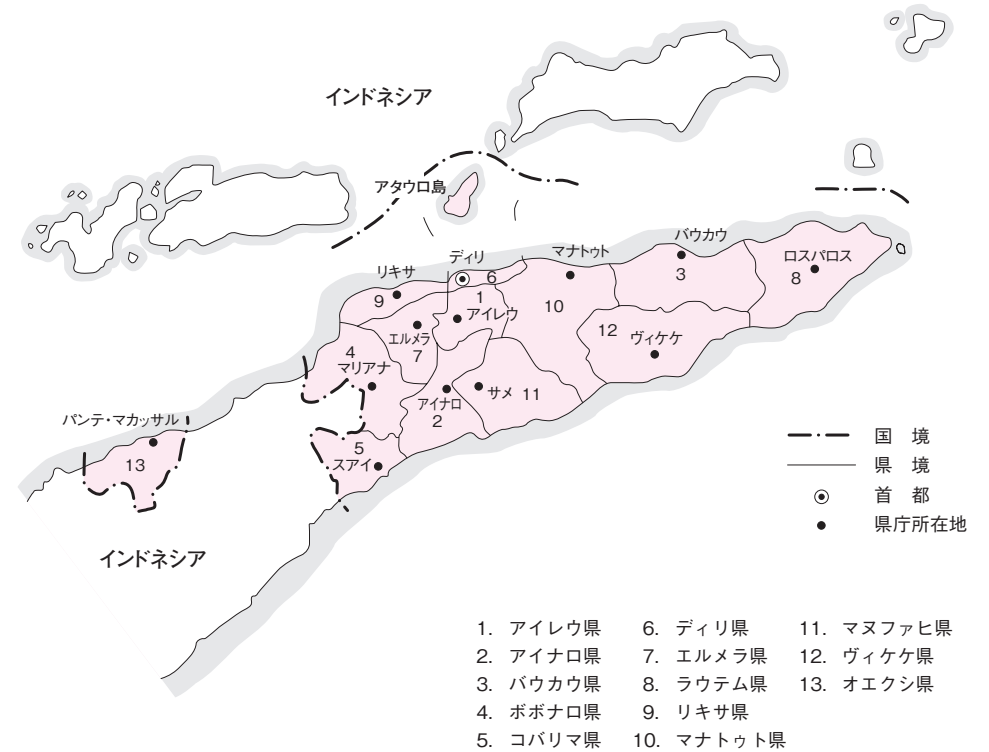 インドネシア
アタウロ島
バウカウ
マナトゥト
ディリ
ロスパロス
リキサ
3
8
6
9
1
10
アイレウ
12
エルメラ
ヴィケケ
4
7
マリアナ
サメ 11
アイナロ
2
パンテ・マカッサル
5
スアイ
13
インドネシア
国 境
県 境
首 都
県庁所在地
1. アイレウ県
2. アイナロ県
3. バウカウ県
4. ボボナロ県
5. コバリマ県
6. ディリ県
7. エルメラ県
8. ラウテム県
9. リキサ県
10. マナトゥト県
11. マヌファヒ県
12. ヴィケケ県
13. オエクシ県